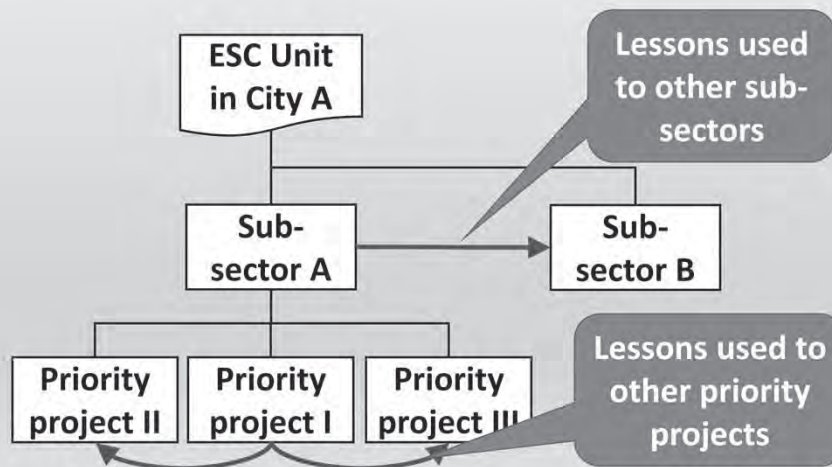 ESC Unit
in City A
Lessons used
to other sub-
sectors
Sub-
sector A
Sub-
sector B
Priority
project II
Priority
project I
Priority
project III
Lessons used to
other priority
projects